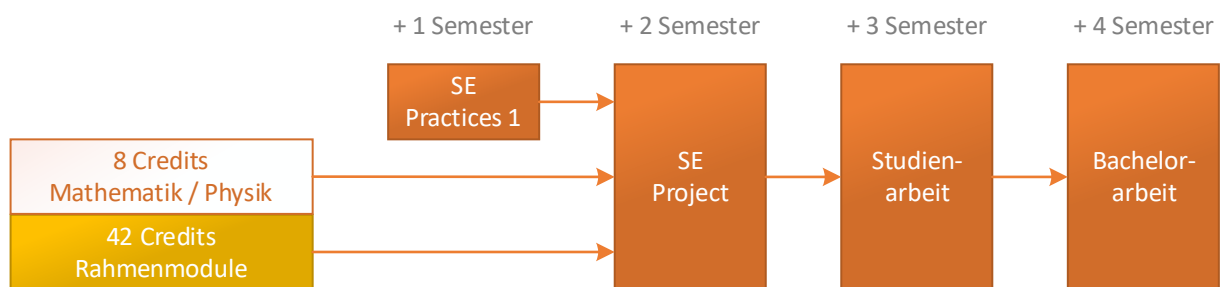 + 1 Semester
+ 2 Semester
+ 3 Semester
+ 4 Semester
SE
Practices 1
8 Credits
Mathematik / Physik
42 Credits
Rahmenmodule
SE
Project
Studien-
arbeit
Bachelor-
arbeit